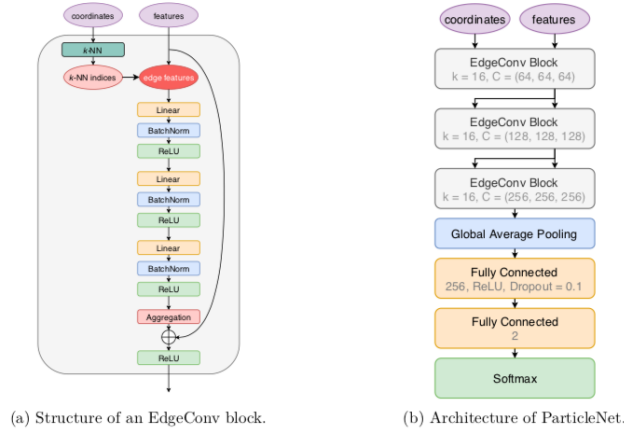 coordinates
features
k-NN
k-NN indices
edge features
Linear
BatchNorm
ReLU
Linear
BatchNorm
ReLU
Linear
BatchNorm
ReLU
Aggregation
ReLU
(a) Structure of an EdgeConv block.
coordinates
features
EdgeConv Block
k = 16, C = (64, 64, 64)
EdgeConv Block
k = 16, C = (128, 128, 128)
EdgeConv Block
k = 16, C = (256, 256, 256)
Global Average Pooling
Fully Connected
256, ReLU, Dropout = 0.1
Fully Connected
2
Softmax
(b) Architecture of ParticleNet.